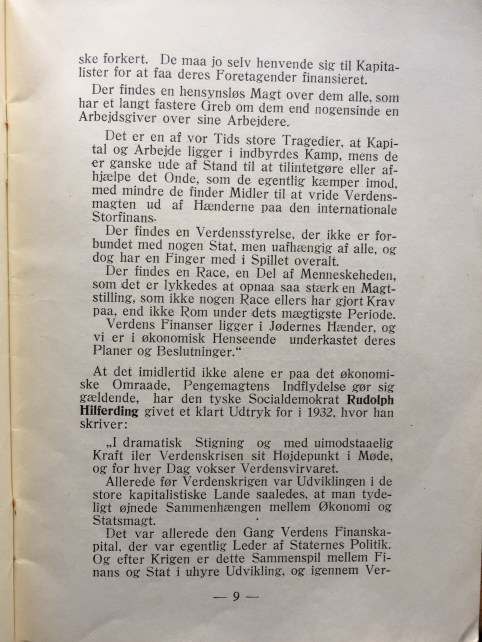 ske forkert. De maa jo selv henvende sig til Kapita-
lister for at faa deres Foretagender finansieret.
Der findes en hensynsløs Magt over dem alle, som
har et langt fastere Greb om dem end nogensinde en
Arbejdsgiver over sine Arbejdere.
Det er en af vor Tids store Tragedier, at Kapi-
tal og Arbejde ligger i indbyrdes Kamp, mens de
er ganske ude af Stand til at tilintetgøre eller af-
hjælpe det Onde, som de egentlig kæmper imod,
med mindre de finder Midler til at vride Verdens-
magten ud af Hænderne paa den internationale
Storfinans.
Der findes en Verdensstyrelse, der ikke er for-
bundet med nogen Stat, men uafhængig af alle, og
dog har en Finger med i Spillet overalt.
Der findes en Race, en Del af Menneskeheden,
som det er lykkedes at opnaa saa stærk en Magt-
stilling, som ikke nogen Race ellers har gjort Krav
paa, end ikke Rom under dets mægtigste Periode.
Verdens Finanser ligger i Jødernes Hænder, og
vi er i økonomisk Henseende underkastet deres
Planer og Beslutninger.“
At det imidlertid ikke alene er paa det økonomi-
ske Omraade, Pengemagtens Indflydelse gør sig
gældende, har den tyske Socialdemokrat Rudolph
Hilferding givet et klart Udtryk for i 1932, hvor han
skriver:
„I dramatisk Stigning og med uimodstaaelig
Kraft iler Verdenskrisen sit Højdepunkt i Møde,
og for hver Dag vokser Verdensvirvaret.
Allerede før Verdenskrigen var Udviklingen i de
store kapitalistiske Lande saaledes, at man tyde-
ligt øjnede Sammenhængen mellem Økonomi og
Statsmagt.
Det var allerede den Gang Verdens Finanska-
pital, der var egentlig Leder af Staternes Politik.
Og efter Krigen er dette Sammenspil mellem Fi-
nans og Stat i uhyre Udvikling, og igennem Ver-
— 9 —